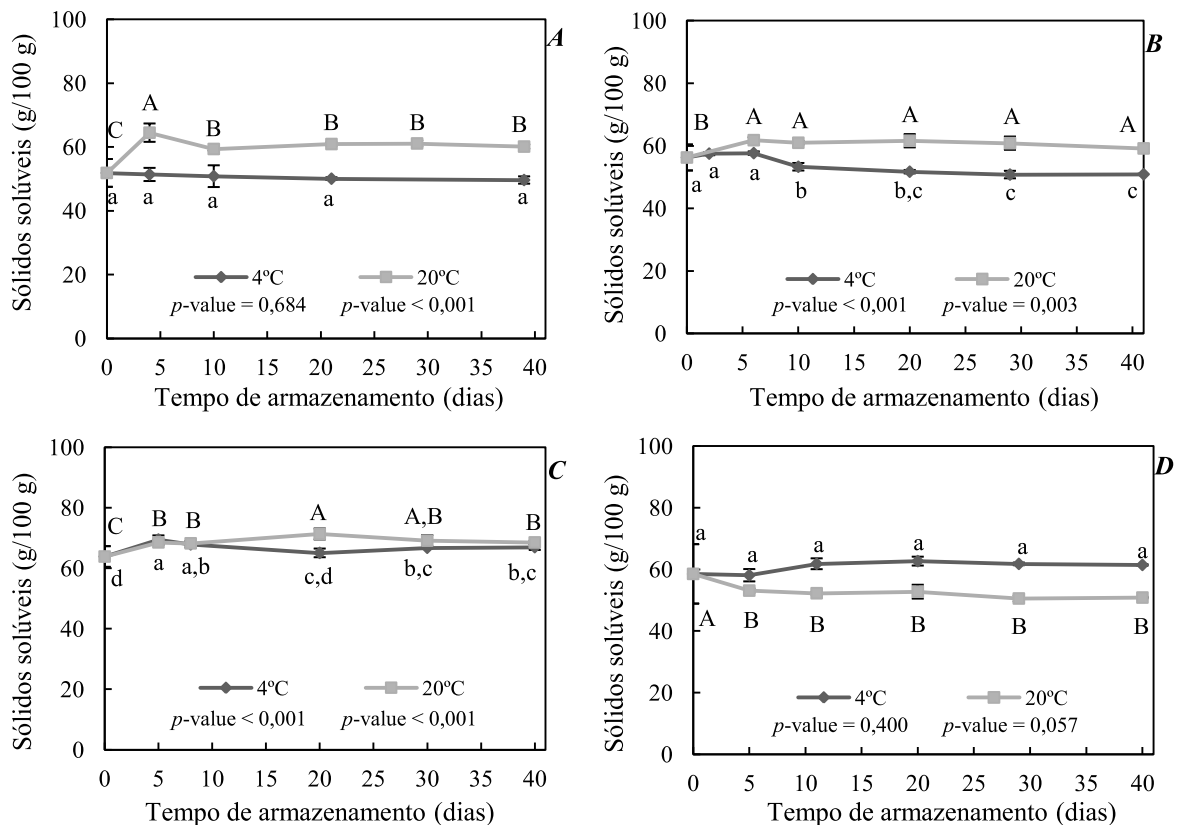 A
Sólidos solúveis (g/100 g)
100
80
60
40
20
0
C A B B B B
a a a a a
4ºC 20ºC
p-value = 0,684 p-value < 0,001
0 5 10 15 20 25 30 35 40
Tempo de armazenamento (dias)
B
Sólidos solúveis (g/100 g)
100
80
60
40
20
0
B A A A A A
a a a b b,c c c
4ºC 20ºC
p-value < 0,001 p-value = 0,003
0 5 10 15 20 25 30 35 40
Tempo de armazenamento (dias)
C
Sólidos solúveis (g/100 g)
100
80
60
40
20
0
C B B A A,B B
d a a,b c,d b,c b,c
4ºC 20ºC
p-value < 0,001 p-value < 0,001
0 5 10 15 20 25 30 35 40
Tempo de armazenamento (dias)
D
Sólidos solúveis (g/100 g)
100
80
60
40
20
0
a a a a a a
A B B B B B
4ºC 20ºC
p-value = 0,400 p-value = 0,057
0 5 10 15 20 25 30 35 40
Tempo de armazenamento (dias)